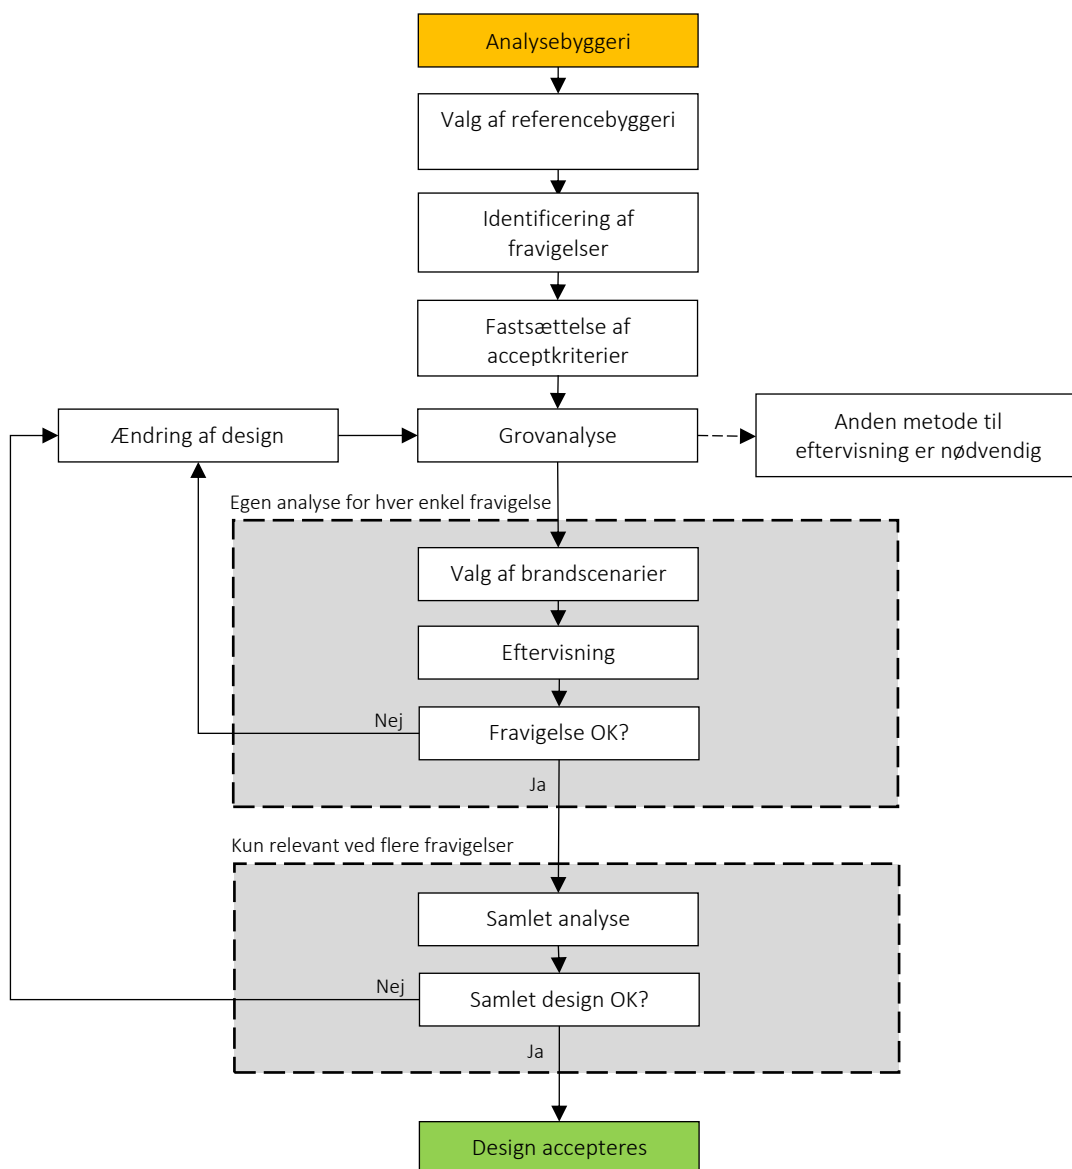 Analysebyggeri
Valg af referencebyggeri
Identificering af
fravigelser
Fastsættelse af
acceptkriterier
Ændring af design
Grovanalyse
Anden metode til
eftervisning er nødvendig
Egen analyse for hver enkel fravigelse
Valg af brandscenarier
Eftervisning
Nej
Fravigelse OK?
Ja
Kun relevant ved flere fravigelser
Samlet analyse
Nej
Samlet design OK?
Ja
Design accepteres